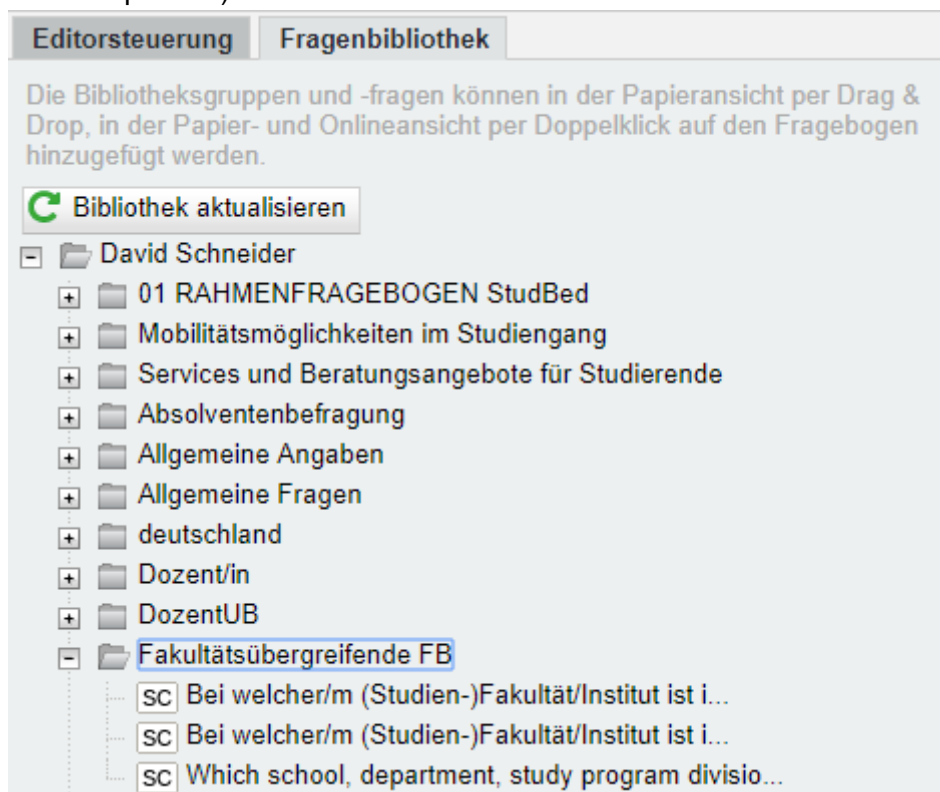 Editorsteuerung Fragenbibliothek
Die Bibliotheksgruppen und -fragen können in der Papieransicht per Drag &
Drop, in der Papier- und Onlineansicht per Doppelklick auf den Fragebogen
hinzugefügt werden.
Bibliothek aktualisieren
David Schneider
01 RAHMENFRAGEBOGEN StudBed
Mobilitätsmöglichkeiten im Studiengang
Services und Beratungsangebote für Studierende
Absolventenbefragung
Allgemeine Angaben
Allgemeine Fragen
deutschland
Dozent/in
DozentUB
Fakultätsübergreifende FB
SC Bei welcher/m (Studien-)Fakultät/Institut ist i...
SC Bei welcher/m (Studien-)Fakultät/Institut ist i...
SC Which school, department, study program divisio...